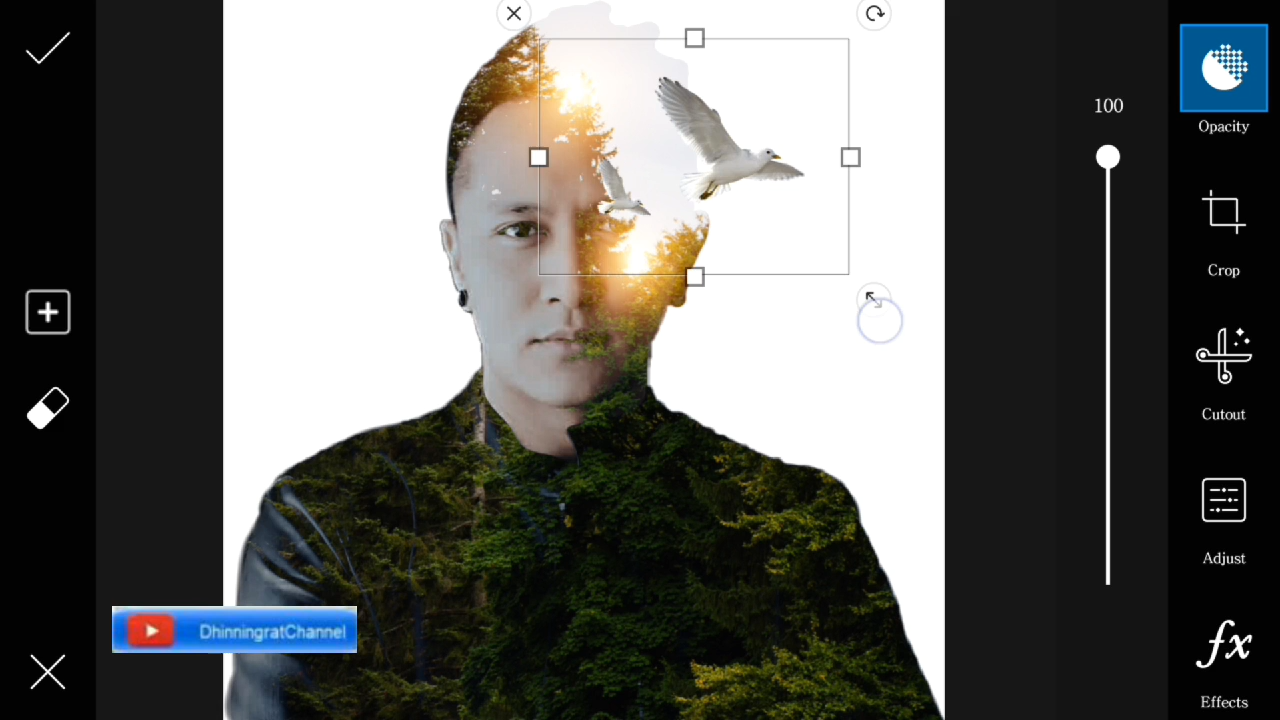 100
Opacity
Crop
Cutout
Adjust
fx
Effects
DhinningratChannel